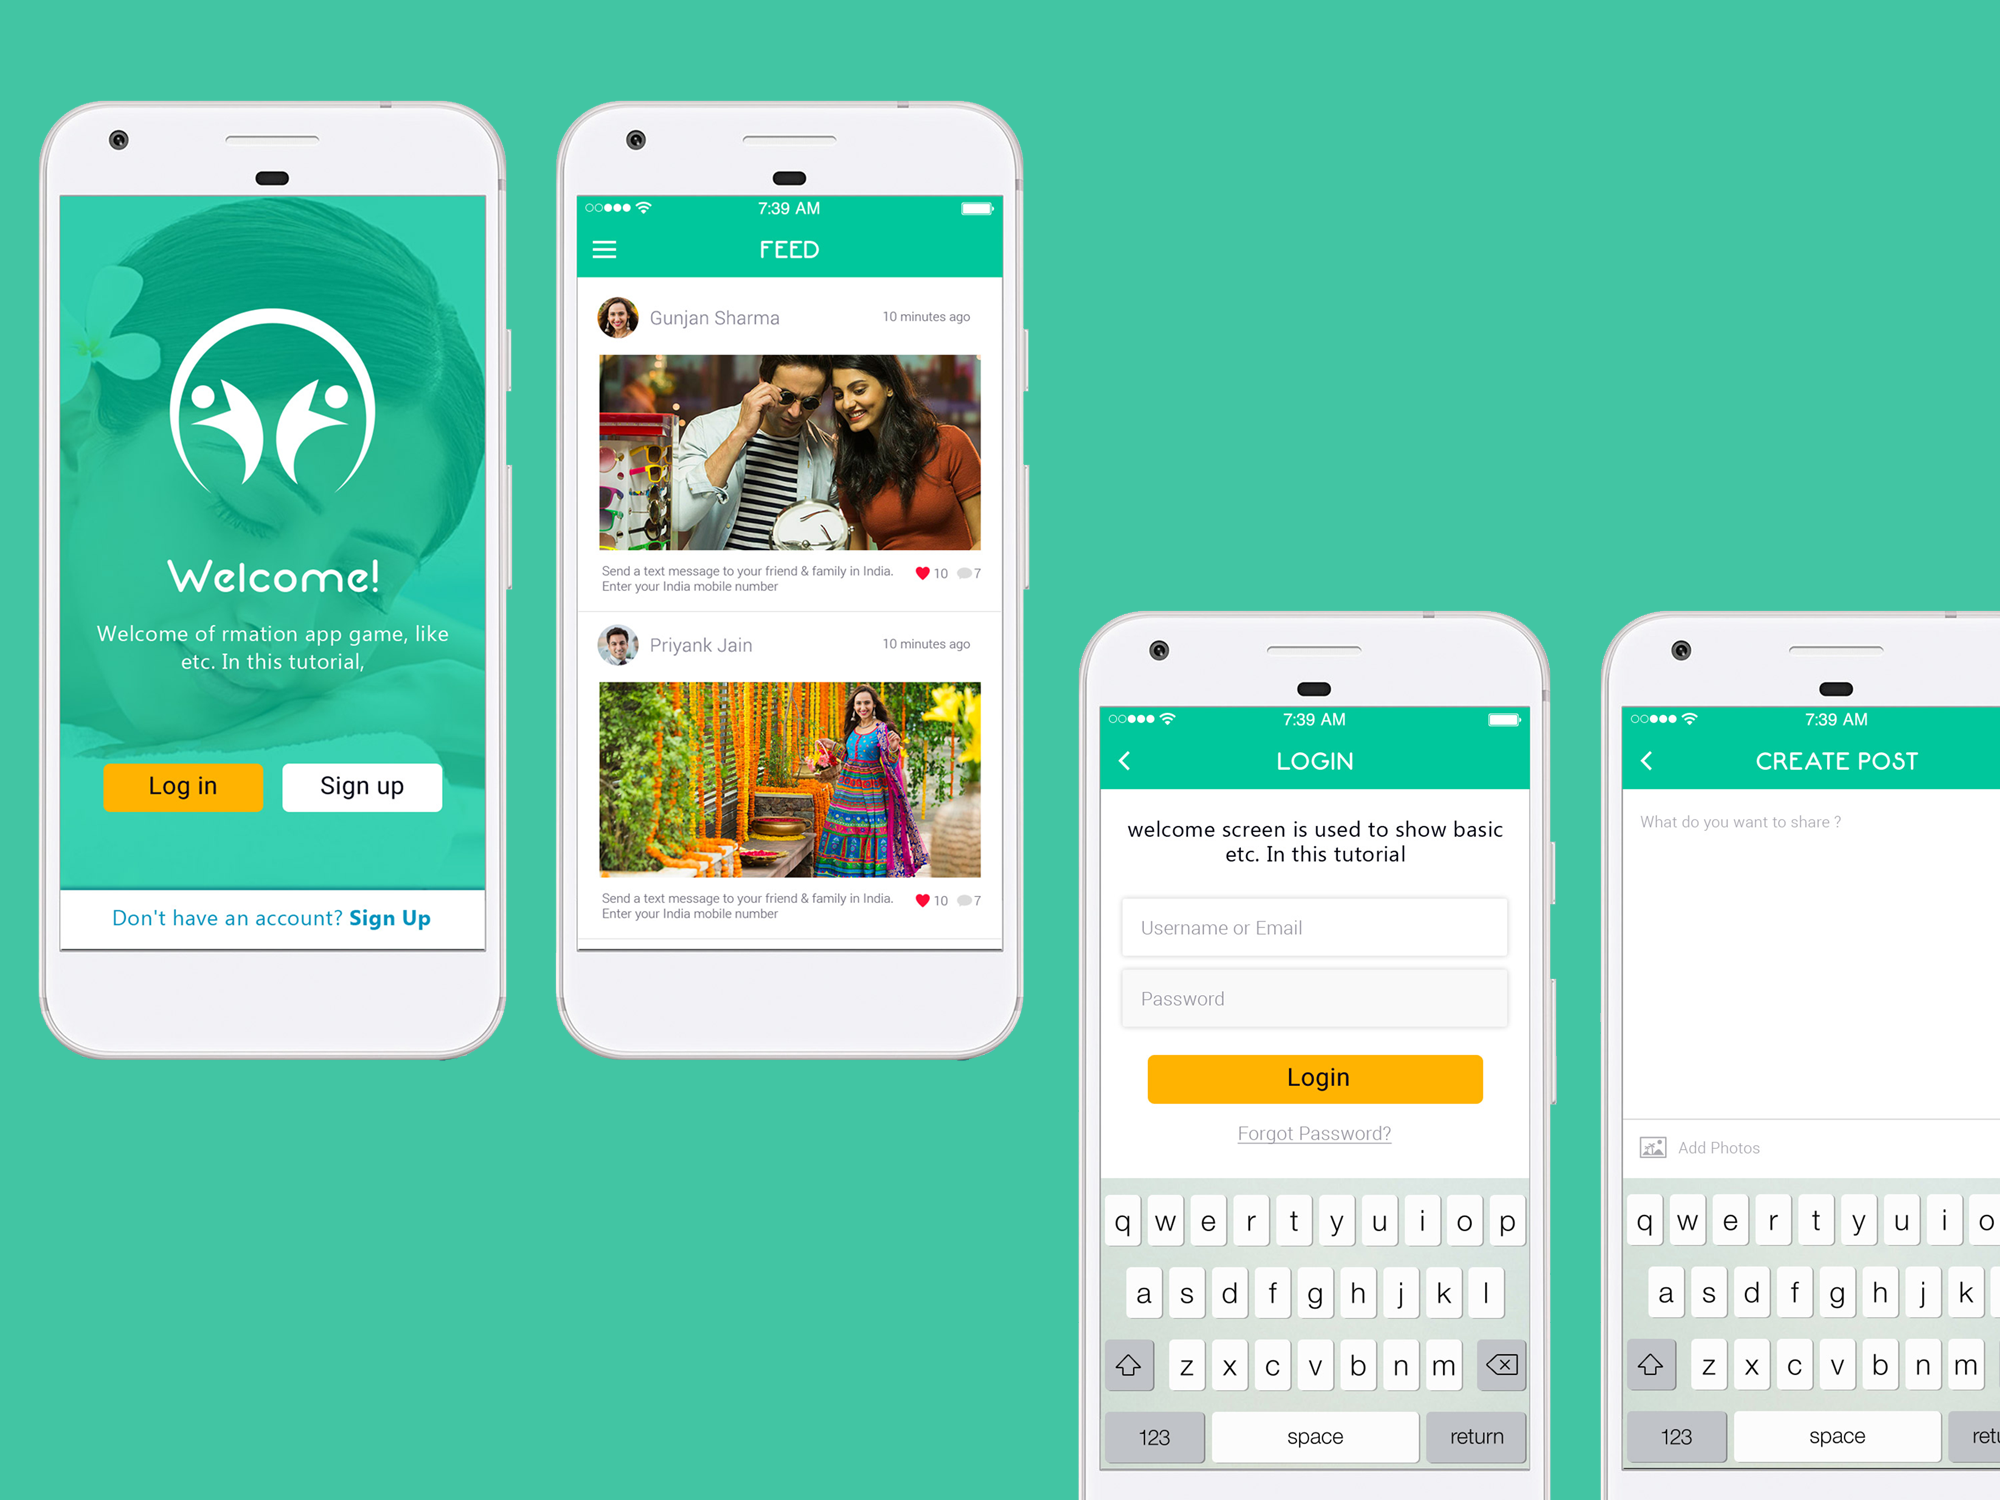 Welcome!
Welcome of rmation app game, like
etc. In this tutorial,
Log in
Sign up
Don't have an account? Sign Up
7:39 AM
FEED
Gunjan Sharma
10 minutes ago
Send a text message to your friend & family in India.
Enter your India mobile number
10
7
Priyank Jain
10 minutes ago
Send a text message to your friend & family in India.
Enter your India mobile number
10
7
7:39 AM
LOGIN
welcome screen is used to show basic
etc. In this tutorial
Username or Email
Password
Login
Forgot Password?
q w e r t y u i o p
a s d f g h j k l
z x c v b n m
123 space return
7:39 AM
CREATE POST
What do you want to share ?
Add Photos
q w e r t y u i o
a s d f g h j k
z x c v b n m
123 space